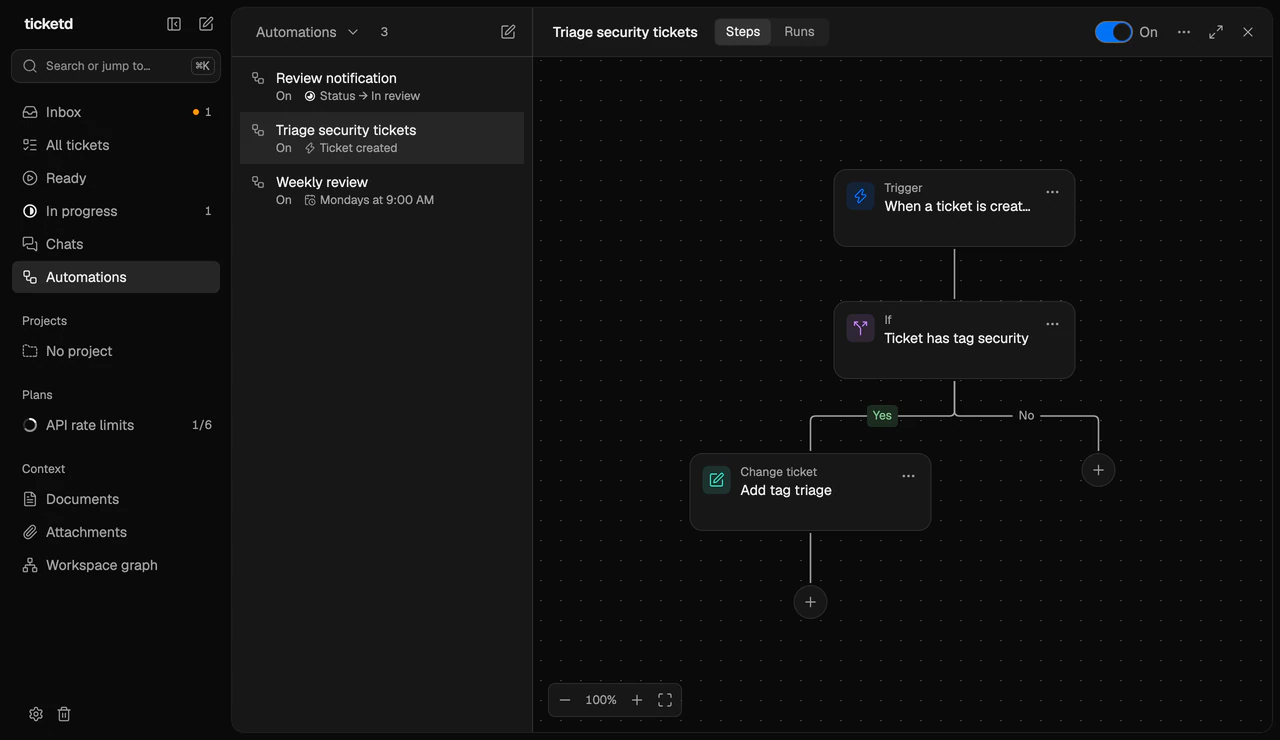 ticketd
Search or jump to...
⌘K
Inbox
1
All tickets
Ready
In progress
1
Chats
Automations
Projects
No project
Plans
API rate limits
1/6
Context
Documents
Attachments
Workspace graph
Automations
3
Review notification
On
Status → In review
Triage security tickets
On
Ticket created
Weekly review
On
Mondays at 9:00 AM
Triage security tickets
Steps
Runs
On
Trigger
When a ticket is creat...
If
Ticket has tag security
Yes
No
Change ticket
Add tag triage
100%